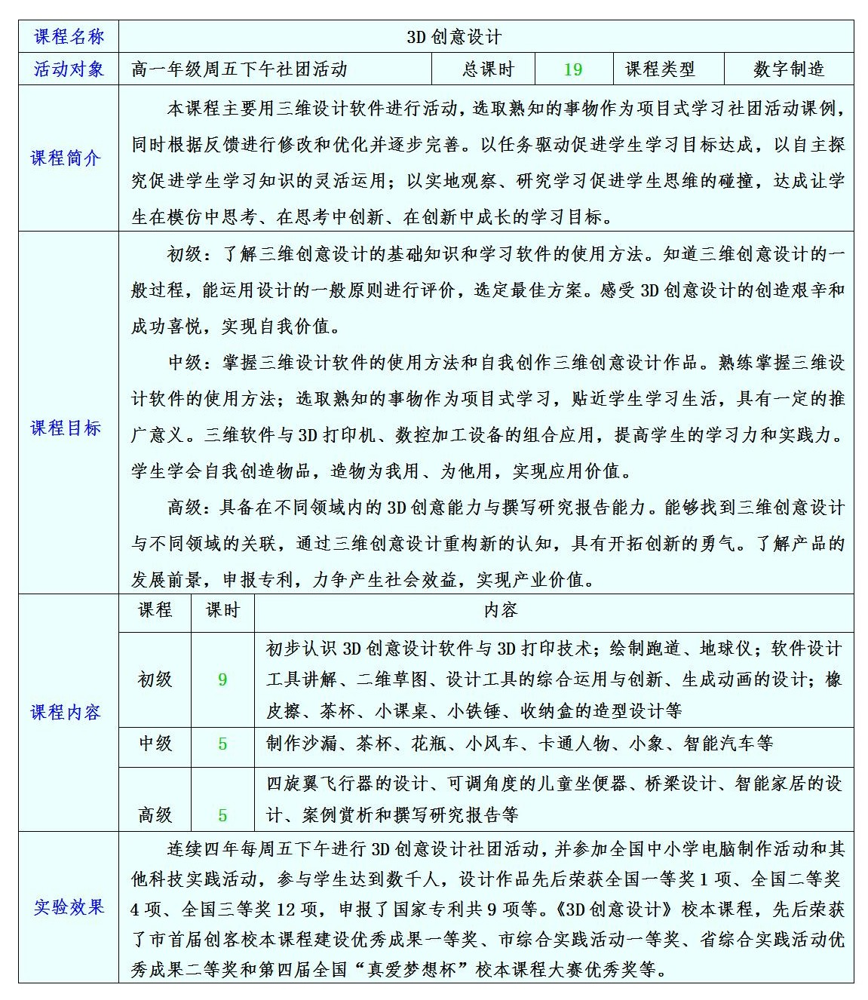 课程名称 3D 创意设计
活动对象 高一年级周五下午社团活动 总课时 19 课程类型 数字制造
课程简介
本课程主要用三维设计软件进行活动，选取熟知的事物作为项目式学习社团活动课例，
同时根据反馈进行修改和优化并逐步完善。以任务驱动促进学生学习目标达成，以自主探
究促进学生学习知识的灵活运用；以实地观察、研究学习促进学生思维的碰撞，达成让学
生在模仿中思考、在思考中创新、在创新中成长的学习目标。
课程目标
初级：了解三维创意设计的基础知识和学习软件的使用方法。知道三维创意设计的一
般过程，能运用设计的一般原则进行评价，选定最佳方案。感受 3D 创意设计的创造艰辛和
成功喜悦，实现自我价值。
中级：掌握三维设计软件的使用方法和自我创作三维创意设计作品。熟练掌握三维设
计软件的使用方法；选取熟知的事物作为项目式学习，贴近学生学习生活，具有一定的推
广意义。三维软件与 3D 打印机、数控加工设备的组合应用，提高学生的学习力和实践力。
学生学会自我创造物品，造物为我用、为他用，实现应用价值。
高级：具备在不同领域内的 3D 创意能力与撰写研究报告能力。能够找到三维创意设计
与不同领域的关联，通过三维创意设计重构新的认知，具有开拓创新的勇气。了解产品的
发展前景，申报专利，力争产生社会效益，实现产业价值。
课程内容
课程 课时 内容
初级 9
初步认识 3D 创意设计软件与 3D 打印技术；绘制跑道、地球仪；软件设计
工具讲解、二维草图、设计工具的综合运用与创新、生成动画的设计；橡
皮擦、茶杯、小课桌、小铁锤、收纳盒的造型设计等
中级 5 制作沙漏、茶杯、花瓶、小风车、卡通人物、小象、智能汽车等
高级 5
四旋翼飞行器的设计、可调角度的儿童坐便器、桥梁设计、智能家居的设
计、案例赏析和撰写研究报告等
实验效果
连续四年每周五下午进行 3D 创意设计社团活动，并参加全国中小学电脑制作活动和其
他科技实践活动，参与学生达到数千人，设计作品先后荣获全国一等奖 1 项、全国二等奖
4 项、全国三等奖 12 项，申报了国家专利共 9 项等。《3D 创意设计》校本课程，先后荣获
了市首届创客校本课程建设优秀成果一等奖、市综合实践活动一等奖、省综合实践活动优
秀成果二等奖和第四届全国“真爱梦想杯”校本课程大赛优秀奖等。